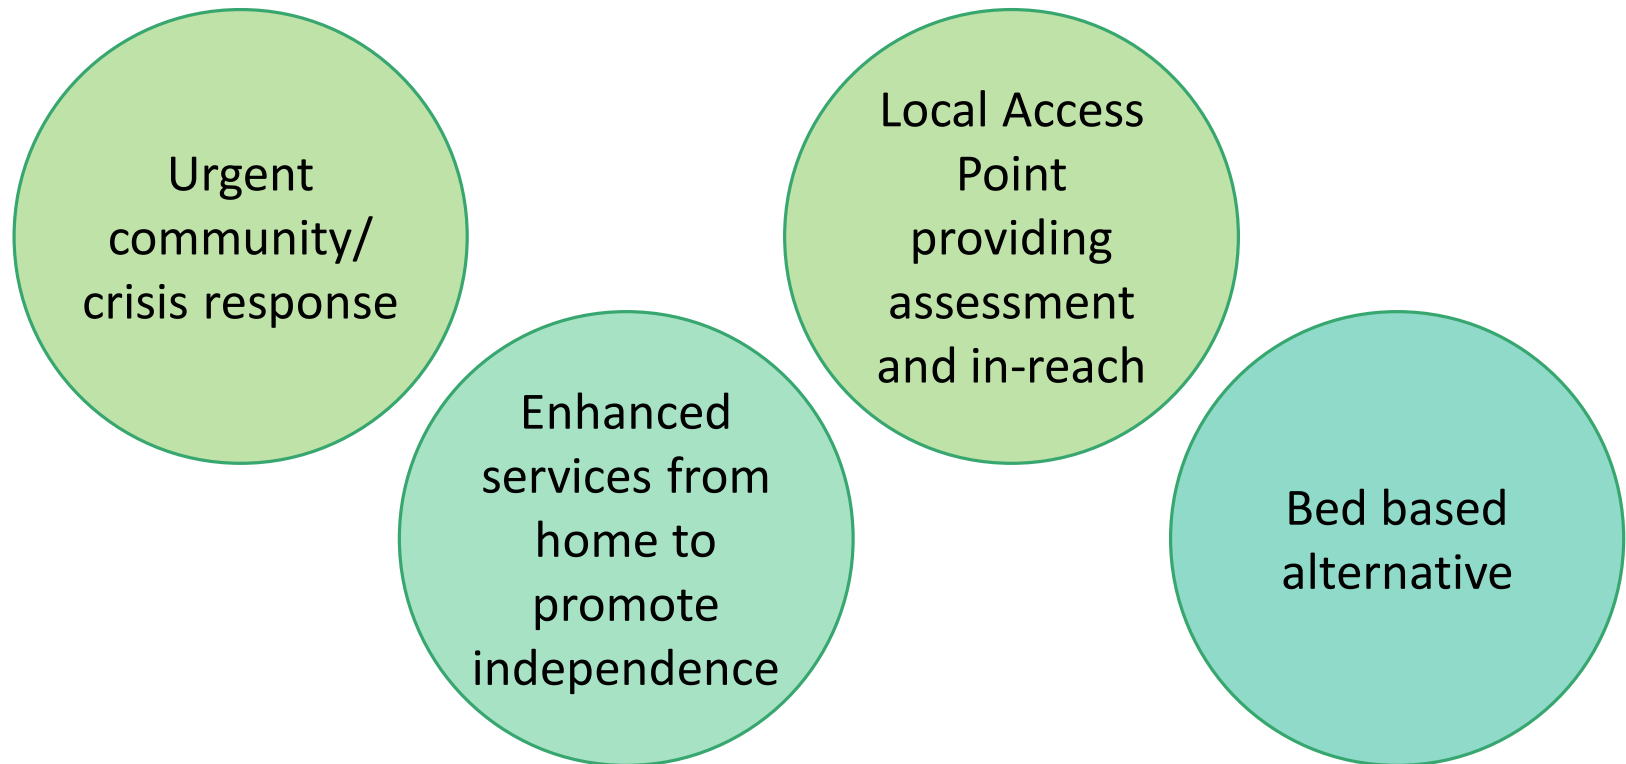 Urgent
community/
crisis response
Enhanced
services from
home to
promote
independence
Local Access
Point
providing
assessment
and in-reach
Bed based
alternative